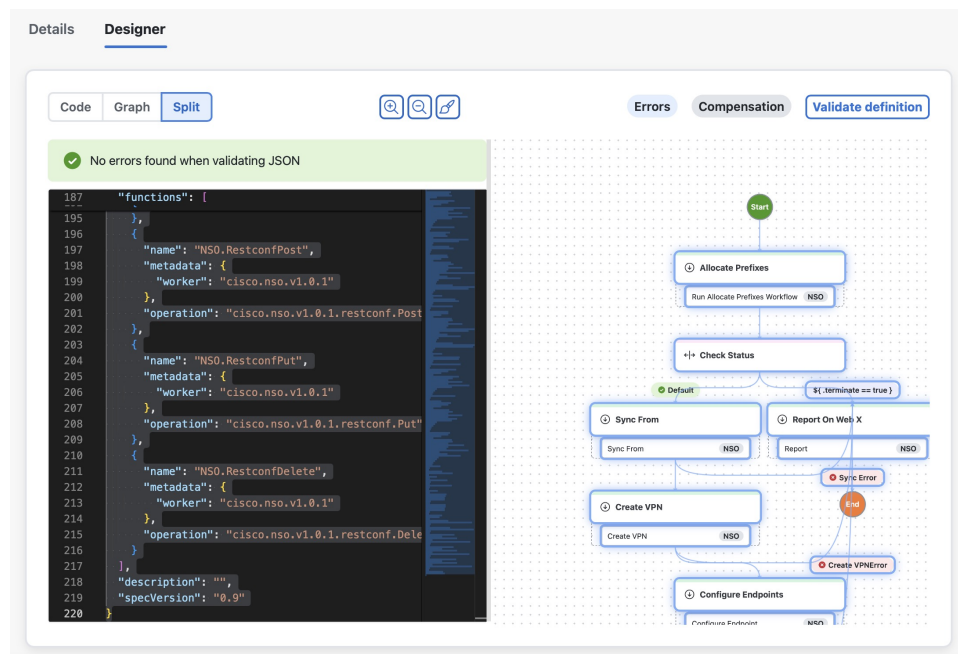 Details Designer
Code Graph Split
Errors Compensation Validate definition
No errors found when validating JSON
187 "functions": [
195 },
196 {
197 "name": "NSO.RestconfPost",
198 "metadata": {
199 "worker": "cisco.nso.v1.0.1"
200 },
201 "operation": "cisco.nso.v1.0.1.restconf.Post
202 },
203 {
204 "name": "NSO.RestconfPut",
205 "metadata": {
206 "worker": "cisco.nso.v1.0.1"
207 },
208 "operation": "cisco.nso.v1.0.1.restconf.Put"
209 },
210 {
211 "name": "NSO.RestconfDelete",
212 "metadata": {
213 "worker": "cisco.nso.v1.0.1"
214 },
215 "operation": "cisco.nso.v1.0.1.restconf.Dele
216 }
217 ],
218 "description": "",
219 "specVersion": "0.9"
220 }
Start
Allocate Prefixes
Run Allocate Prefixes Workflow NSO
Check Status
Default ${ .terminate == true }
Sync From Report On Web X
Sync From NSO Report NSO
Sync Error
End
Create VPN
Create VPN NSO
Create VPNError
Configure Endpoints
Configure Endpoint NSO